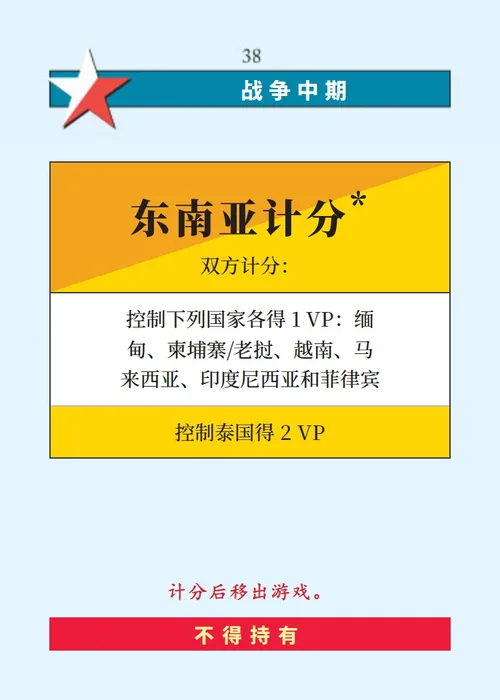 38
战争中期
东南亚计分*
双方计分：
控制下列国家各得 1 VP：缅
甸、柬埔寨/老挝、越南、马
来西亚、印度尼西亚和菲律宾
控制泰国得 2 VP
计分后移出游戏。
不得持有